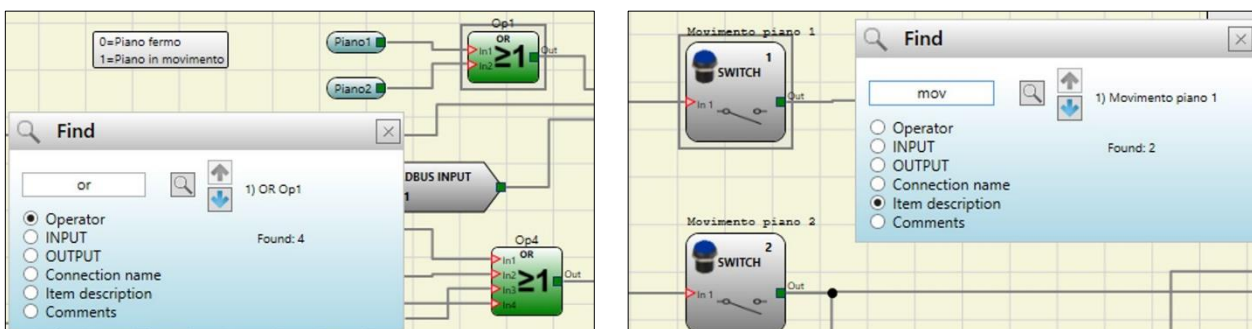 0=Piano fermo
1=Piano in movimento
Piano1
Piano2
Op1
OR
In1
In2
≥1
Out
Find
or
1) OR Op1
Operator
INPUT
OUTPUT
Connection name
Item description
Comments
Found: 4
DBUS INPUT
1
Op4
OR
In1
In2
In3
In4
≥1
Out
Movimento piano 1
1
SWITCH
In 1
Out
Movimento piano 2
2
SWITCH
In 1
Out
Find
mov
1) Movimento piano 1
Operator
INPUT
OUTPUT
Connection name
Item description
Comments
Found: 2